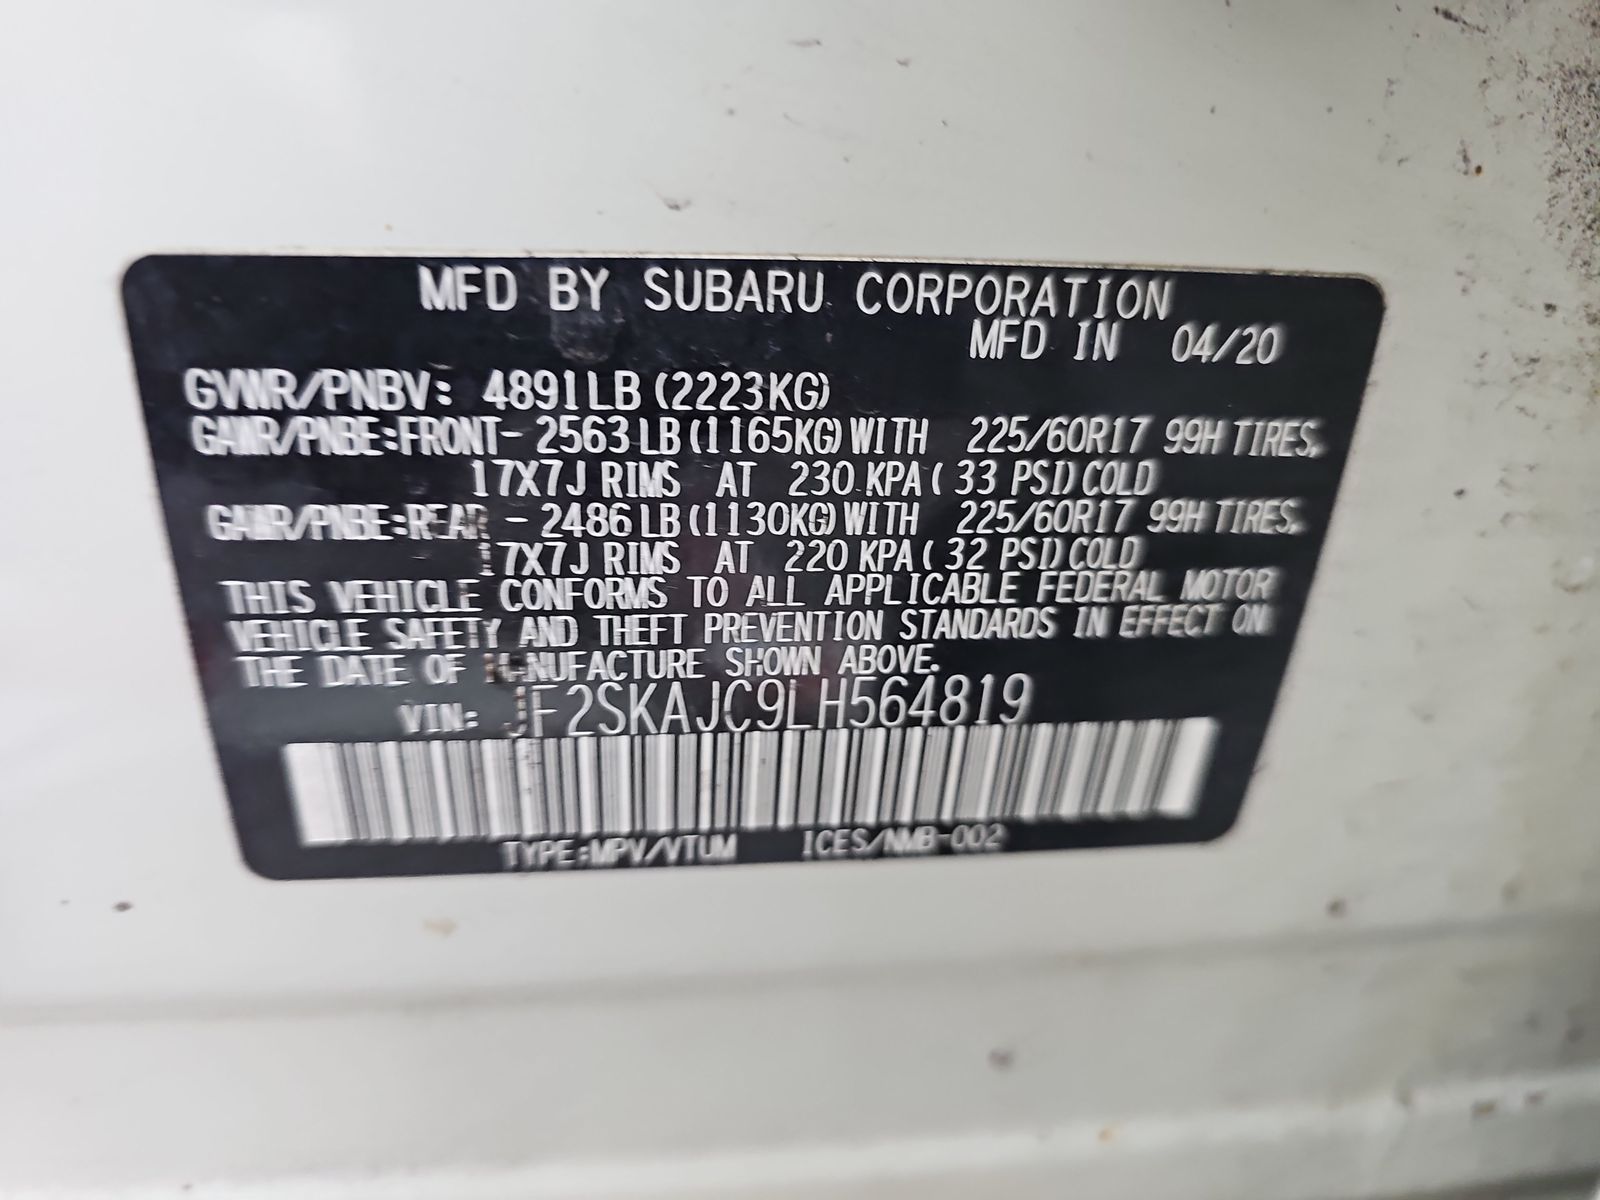 MFD BY SUBARU CORPORATION
MFD IN 04/20
GVWR/PNBV: 4891LB (2223KG)
GAWR/PNBE:FRONT- 2563 LB (1165KG) WITH 225/60R17 99H TIRES,
17X7J RIMS AT 230 KPA ( 33 PSI) COLD
GAWR/PNBE:REAR - 2486 LB (1130KG) WITH 225/60R17 99H TIRES,
17X7J RIMS AT 220 KPA ( 32 PSI) COLD
THIS VEHICLE CONFORMS TO ALL APPLICABLE FEDERAL MOTOR
VEHICLE SAFETY AND THEFT PREVENTION STANDARDS IN EFFECT ON
THE DATE OF MANUFACTURE SHOWN ABOVE.
VIN: JF2SKAJC9LH564819
TYPE:MPV/VTUM ICES/NMB-002